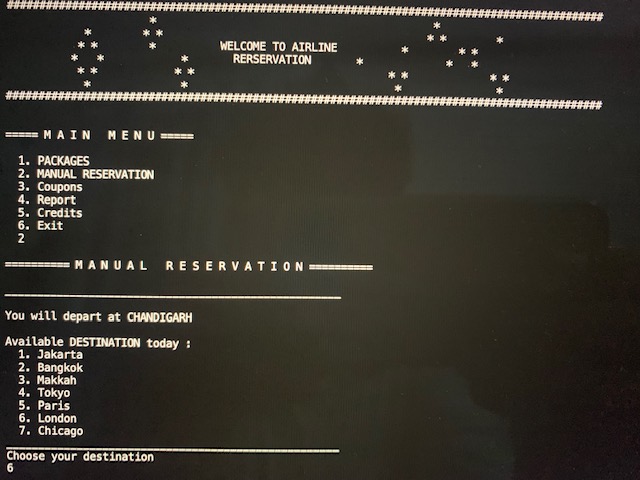 WELCOME TO AIRLINE
RERSERVATION
===== M A I N   M E N U =====
1. PACKAGES
2. MANUAL RESERVATION
3. Coupons
4. Report
5. Credits
6. Exit
2
========== M A N U A L   R E S E R V A T I O N ==========
You will depart at CHANDIGARH
Available DESTINATION today :
1. Jakarta
2. Bangkok
3. Makkah
4. Tokyo
5. Paris
6. London
7. Chicago
Choose your destination
6